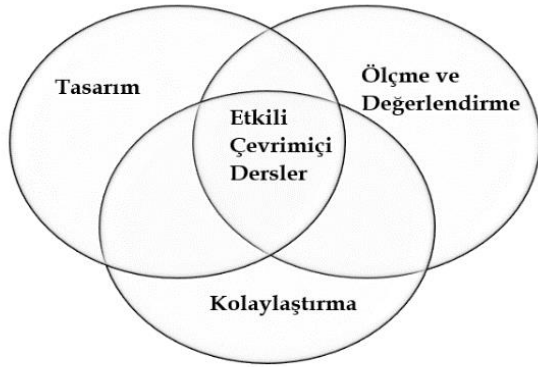 Tasarım
Ölçme ve
Değerlendirme
Etkili
Çevrimiçi
Dersler
Kolaylaştırma